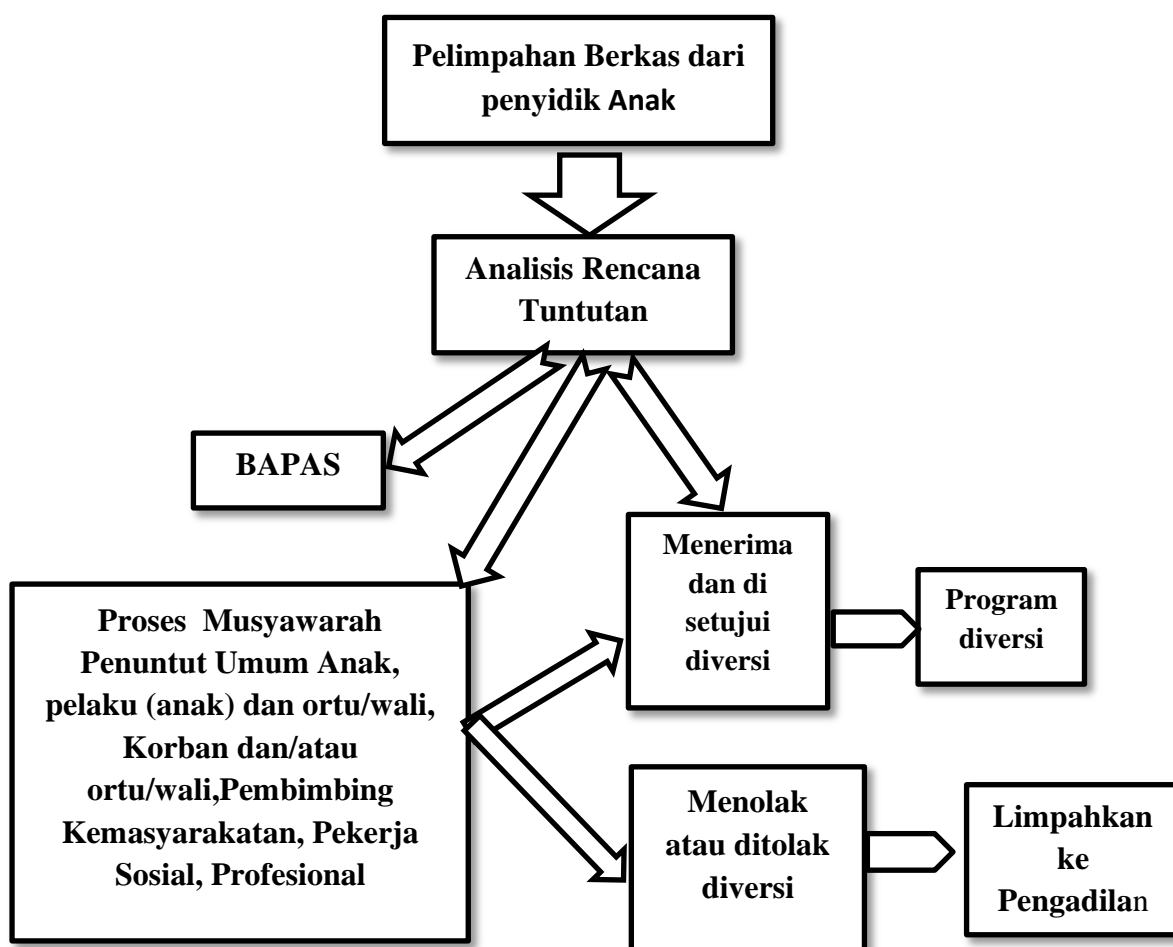 Pelimpahan Berkas dari
penyidik Anak
Analisis Rencana
Tuntutan
BAPAS
Proses  Musyawarah
Penuntut Umum Anak,
pelaku (anak) dan ortu/wali,
Korban dan/atau
ortu/wali,Pembimbing
Kemasyarakatan, Pekerja
Sosial, Profesional
Menerima
dan di
setujui
diversi
Program
diversi
Menolak
atau ditolak
diversi
Limpahkan
ke
Pengadilan